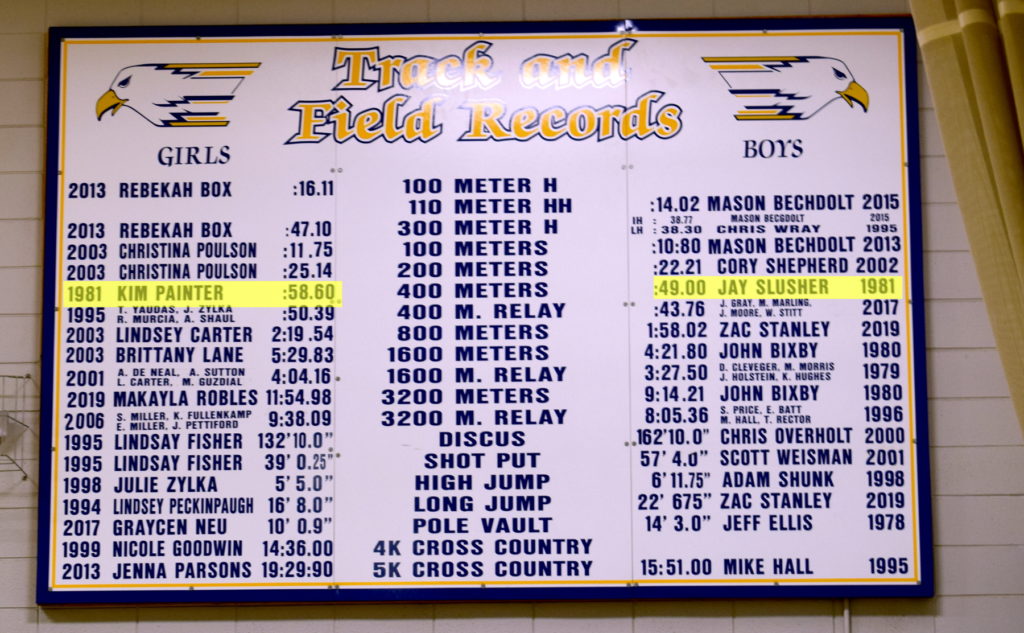 Track and
Field Records
GIRLS
BOYS
2013 REBEKAH BOX :16.11 100 METER H
110 METER HH :14.02 MASON BECHDOLT 2015
IH : 38.77 MASON BECGDOLT 2015
2013 REBEKAH BOX :47.10 300 METER H LH : 38.30 CHRIS WRAY 1995
2003 CHRISTINA POULSON :11.75 100 METERS :10:80 MASON BECHDOLT 2013
2003 CHRISTINA POULSON :25.14 200 METERS :22.21 CORY SHEPHERD 2002
1981 KIM PAINTER :58.60 400 METERS :49.00 JAY SLUSHER 1981
1995 T. YAUDAS, J. ZYLKA :50.39 400 M. RELAY :43.76 J. GRAY, M. MARLING, 2017
R. MURCIA, A. SHAUL J. MOORE, W. STITT
2003 LINDSEY CARTER 2:19.54 800 METERS 1:58.02 ZAC STANLEY 2019
2003 BRITTANY LANE 5:29.83 1600 METERS 4:21.80 JOHN BIXBY 1980
2001 A. DE NEAL, A. SUTTON 4:04.16 1600 M. RELAY 3:27.50 D. CLEVEGER, M. MORRIS 1979
L. CARTER, M. GUZDIAL J. HOLSTEIN, K. HUGHES
2019 MAKAYLA ROBLES 11:54.98 3200 METERS 9:14.21 JOHN BIXBY 1980
2006 S. MILLER, K. FULLENKAMP 9:38.09 3200 M. RELAY 8:05.36 S. PRICE, E. BATT 1996
E. MILLER, J. PETTIFORD M. HALL, T. RECTOR
1995 LINDSAY FISHER 132'10.0" DISCUS 162'10.0" CHRIS OVERHOLT 2000
1995 LINDSAY FISHER 39' 0.25" SHOT PUT 57' 4.0" SCOTT WEISMAN 2001
1998 JULIE ZYLKA 5' 5.0" HIGH JUMP 6' 11.75" ADAM SHUNK 1998
1994 LINDSEY PECKINPAUGH 16' 8.0" LONG JUMP 22' 675" ZAC STANLEY 2019
2017 GRAYCEN NEU 10' 0.9" POLE VAULT 14' 3.0" JEFF ELLIS 1978
1999 NICOLE GOODWIN 14:36.00 4K CROSS COUNTRY
2013 JENNA PARSONS 19:29:90 5K CROSS COUNTRY 15:51.00 MIKE HALL 1995